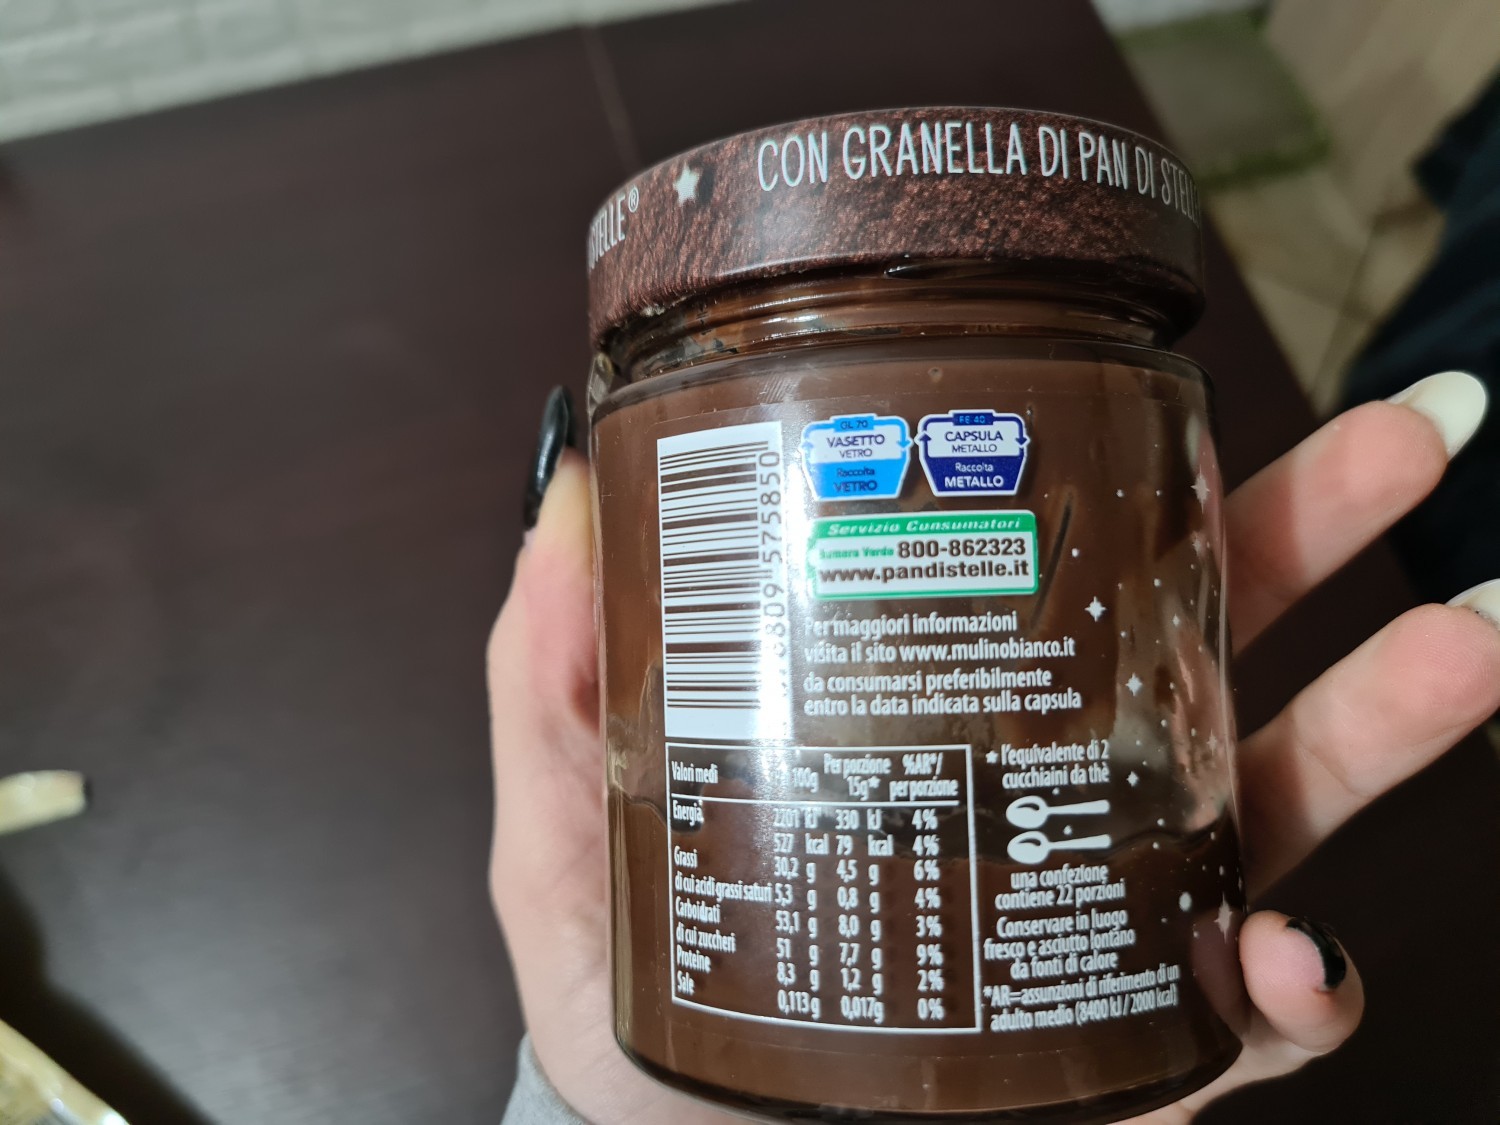 STELLE®
CON GRANELLA DI PAN DI STELL
GL 70
VASETTO
VETRO
Raccolta
VETRO
FE 40
CAPSULA
METALLO
Raccolta
METALLO
Servizio Consumatori
Numero Verde 800-862323
www.pandistelle.it
Per maggiori informazioni
visita il sito www.mulinobianco.it
da consumarsi preferibilmente
entro la data indicata sulla capsula
809 575850
Valori medi 100g Per porzione 15g* %AR*/ per porzione
Energia 2201 kJ 330 kJ 4%
527 kcal 79 kcal 4%
Grassi 30,2 g 4,5 g 6%
di cui acidi grassi saturi 5,3 g 0,8 g 4%
Carboidrati 53,1 g 8,0 g 3%
di cui zuccheri 51 g 7,7 g 9%
Proteine 8,3 g 1,2 g 2%
Sale 0,113 g 0,017g 0%
* l'equivalente di 2
cucchiaini da thè
una confezione
contiene 22 porzioni
Conservare in luogo
fresco e asciutto lontano
da fonti di calore
*AR=assunzioni di riferimento di un
adulto medio (8400 kJ / 2000 kcal)